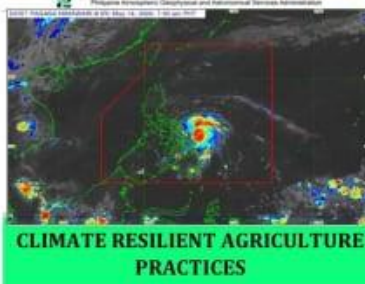 Philippine Atmospheric Geophysical and Astronomical Services Administration
CLIMATE RESILIENT AGRICULTURE
PRACTICES